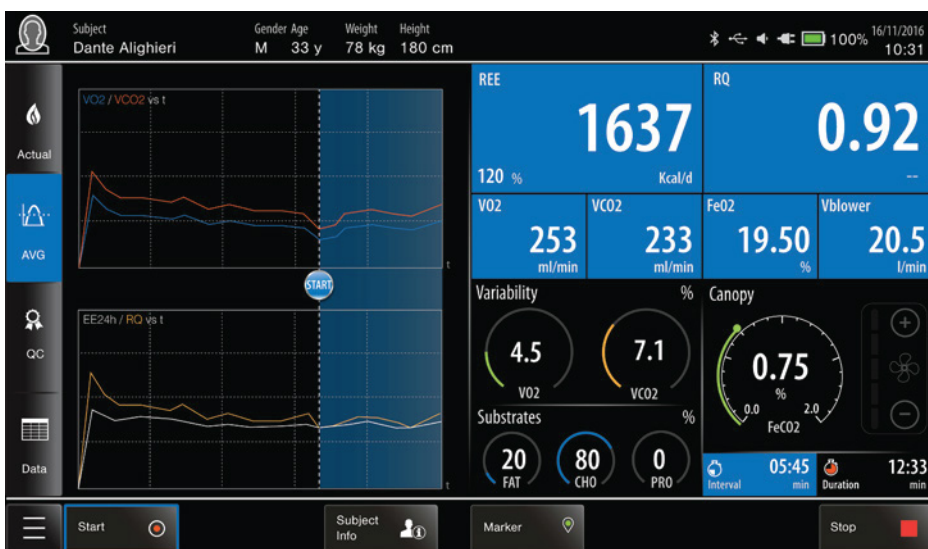 Subject Gender Age Weight Height
Dante Alighieri M 33 y 78 kg 180 cm
100% 16/11/2016
10:31
Actual
AVG
QC
Data
VO2 / VCO2 vs t
t
START
EE24h / RQ vs t
t
REE
1637
120 % Kcal/d
RQ
0.92
--
VO2
253
ml/min
VCO2
233
ml/min
FeO2
19.50
%
Vblower
20.5
l/min
Variability %
4.5
VO2
7.1
VCO2
Substrates %
20
FAT
80
CHO
0
PRO
Canopy
0.75
%
0.0 2.0
FeCO2
Interval 05:45 min
Duration 12:33 min
Start
Subject
Info
Marker
Stop